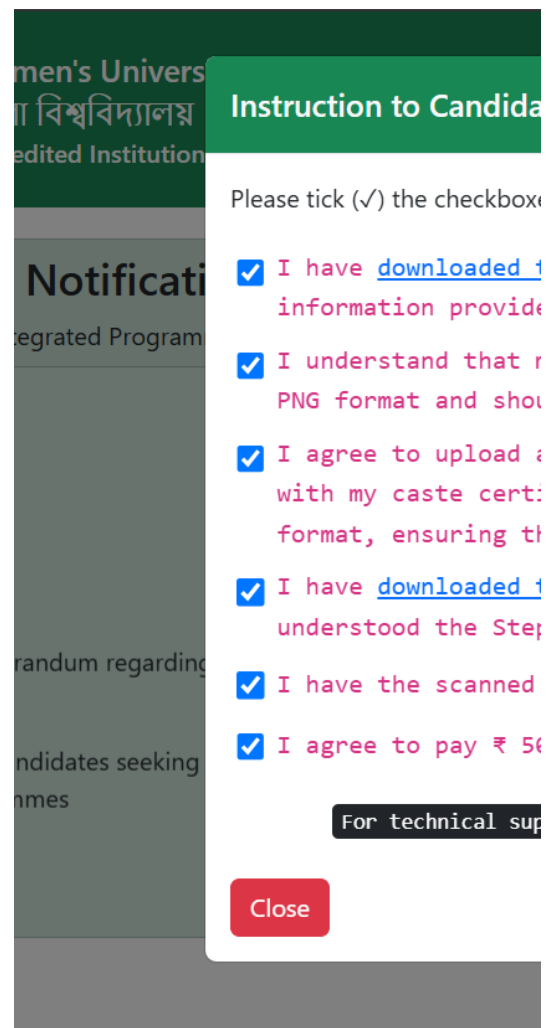 men's Univers
া বিশ্ববিদ্যালয়
edited Institution
Instruction to Candida
Please tick (✓) the checkboxe
Notificati
tegrated Program
I have downloaded t
information provide
I understand that r
PNG format and shou
I agree to upload a
with my caste certi
format, ensuring th
I have downloaded t
understood the Step
randum regarding
I have the scanned
I agree to pay ₹ 50
ndidates seeking
nmes
For technical sup
Close